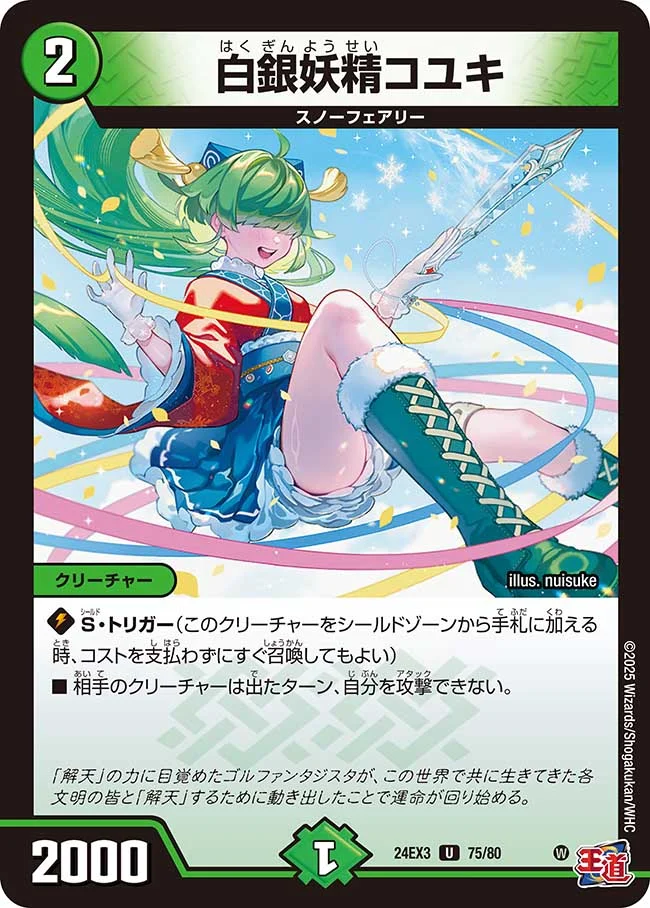 2
はくぎんようせい
白銀妖精コユキ
スノーフェアリー
クリーチャー
illus. nuisuke
シールド
S・トリガー(このクリーチャーをシールドゾーンから手札に加える
時、コストを支払わずにすぐ召喚してもよい)
■ 相手のクリーチャーは出たターン、自分を攻撃できない。
「解天」の力に目覚めたゴルファンタジスタが、この世界で共に生きてきた各
文明の皆と「解天」するために動き出したことで運命が回り始める。
©2025 Wizards/Shogakukan/WHC
2000
1
24EX3 U 75/80
W
王道